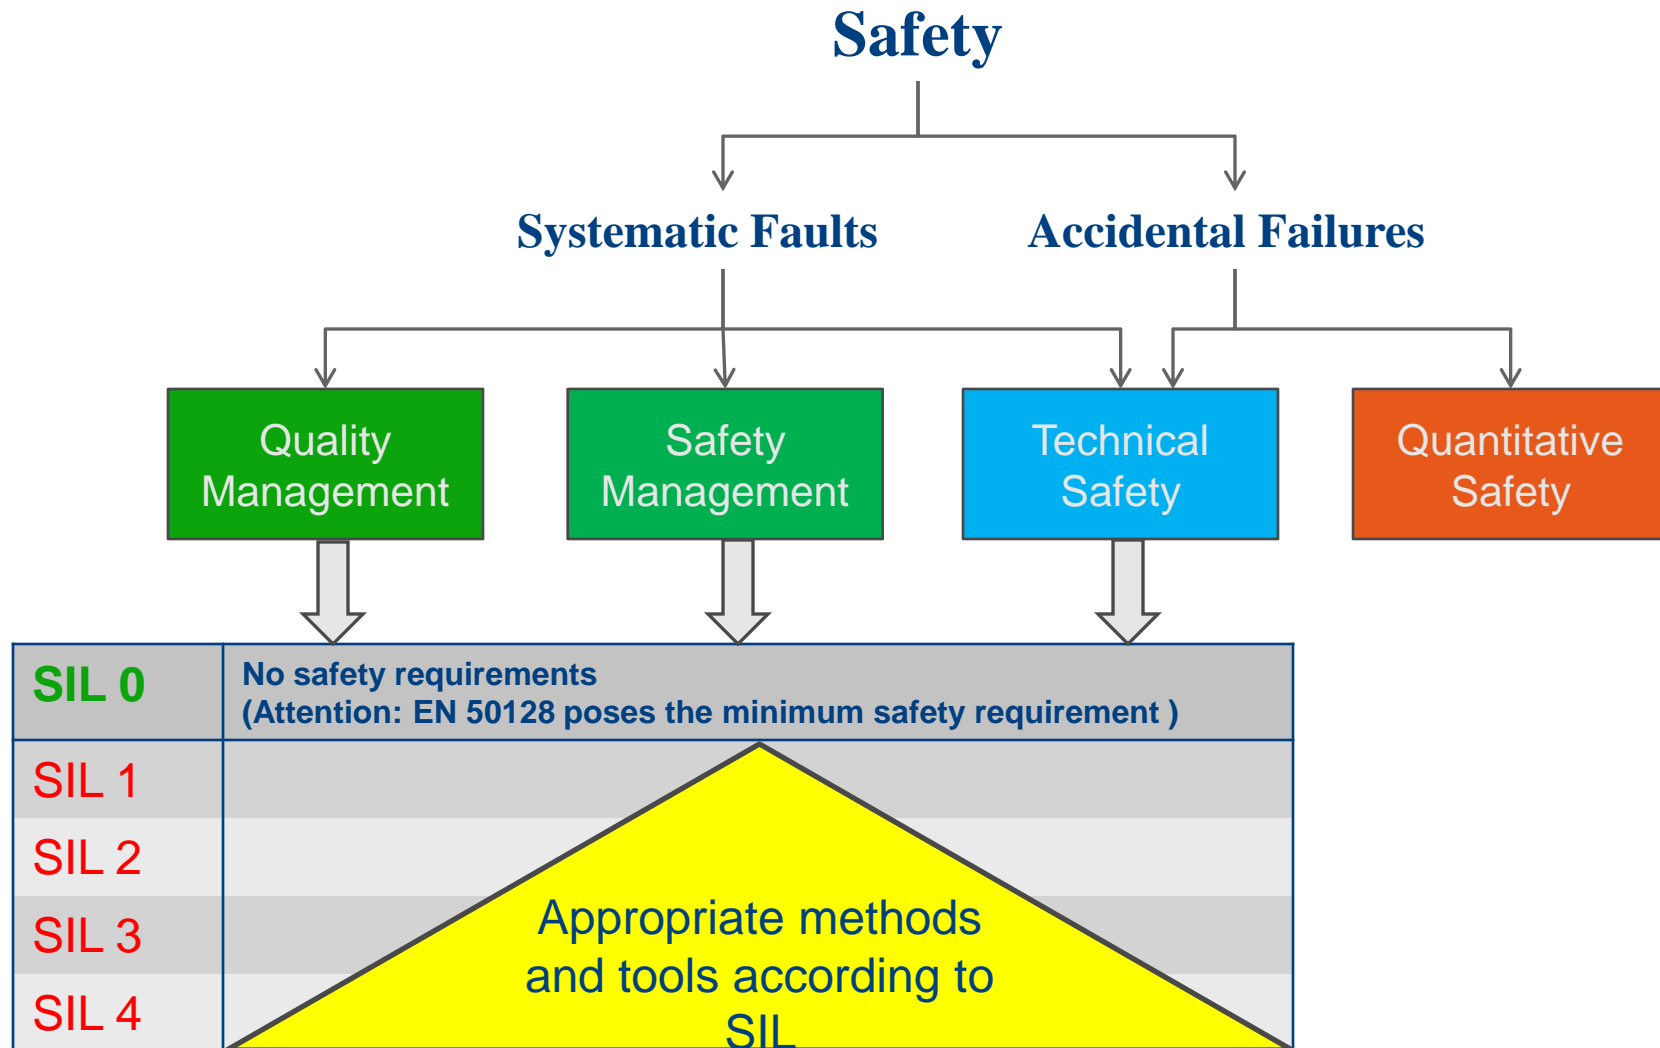 Safety
Systematic Faults
Accidental Failures
Quality
Management
Safety
Management
Technical
Safety
Quantitative
Safety
SIL 0
No safety requirements
(Attention: EN 50128 poses the minimum safety requirement )
SIL 1
SIL 2
SIL 3
SIL 4
Appropriate methods
and tools according to
SIL